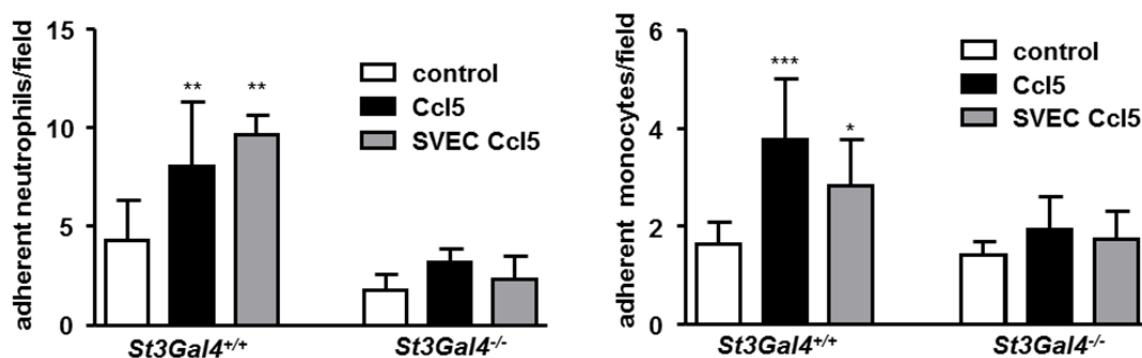 adherent neutrophils/field
15
10
5
0
**
**
control
Ccl5
SVEC Ccl5
St3Gal4+/+
St3Gal4-/-
adherent monocytes/field
6
4
2
0
***
*
control
Ccl5
SVEC Ccl5
St3Gal4+/+
St3Gal4-/-